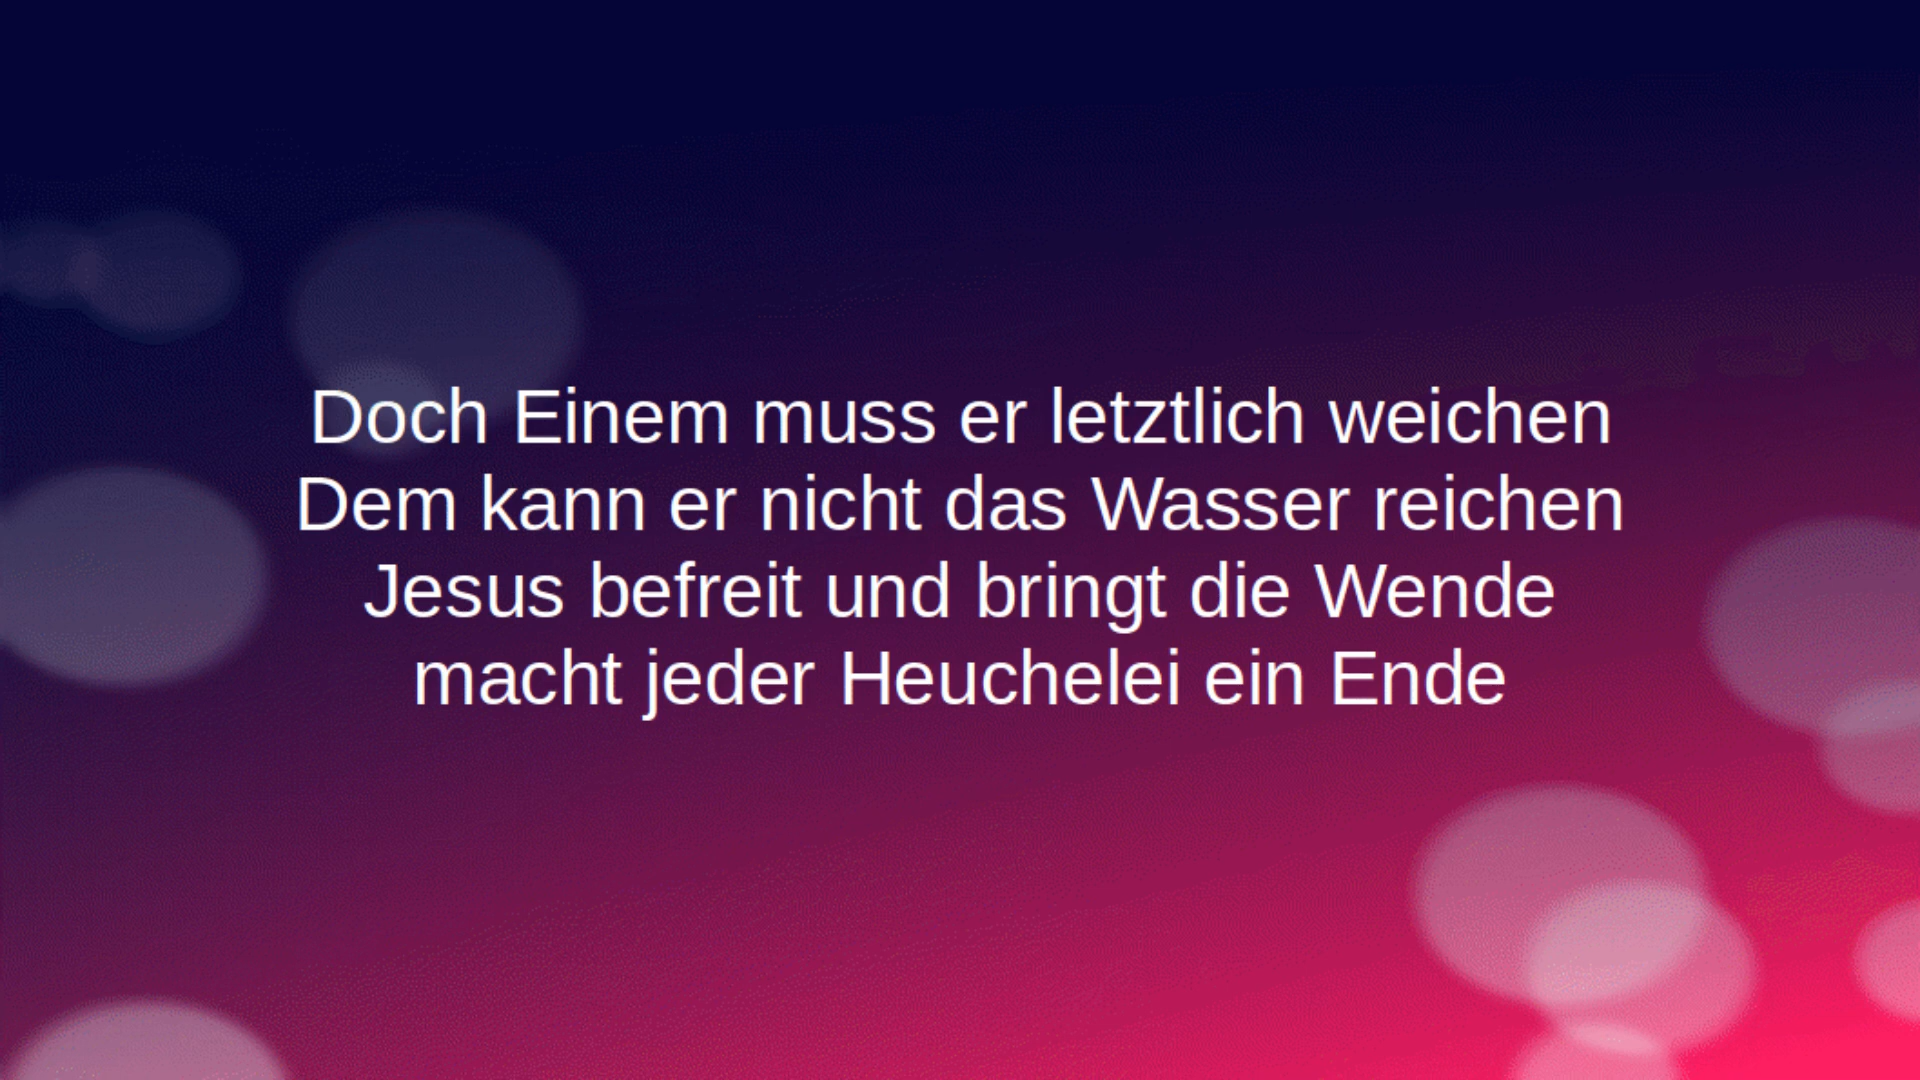 Doch Einem muss er letztlich weichen
Dem kann er nicht das Wasser reichen
Jesus befreit und bringt die Wende
macht jeder Heuchelei ein Ende